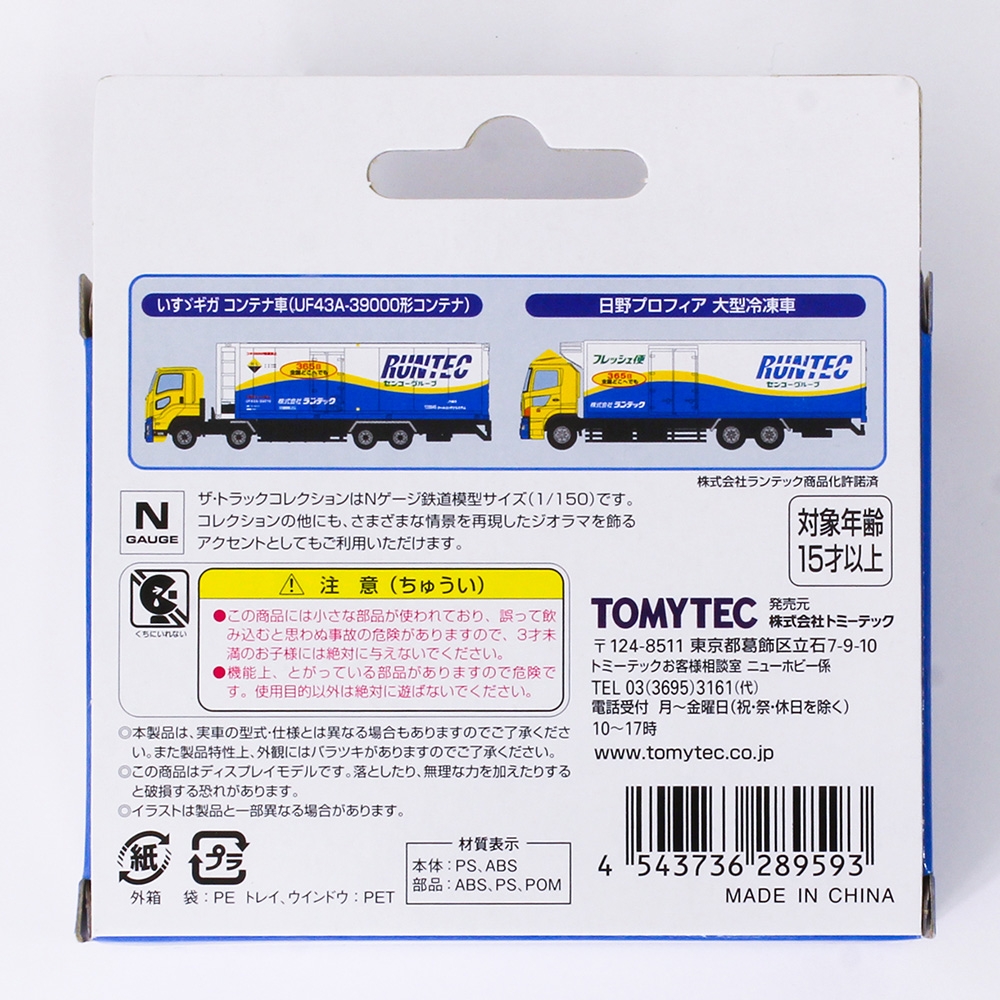 いすゞギガ コンテナ車(UF43A-39000形コンテナ)
日野プロフィア 大型冷凍車
365日
全国どこへでも
RUNTEC
センコーグループ
株式会社 ランテック
フレッシュ便
365日
全国どこへでも
RUNTEC
センコーグループ
株式会社 ランテック
株式会社ランテック商品化許諾済
N
GAUGE
ザ・トラックコレクションはNゲージ鉄道模型サイズ(1/150)です。
コレクションの他にも、さまざまな情景を再現したジオラマを飾る
アクセントとしてもご利用いただけます。
対象年齢
15才以上
くちにいれない
⚠ 注 意 (ちゅうい)
●この商品には小さな部品が使われており、誤って飲
み込むと思わぬ事故の危険がありますので、3才未
満のお子様には絶対に与えないでください。
●機能上、とがっている部品がありますので危険で
す。使用目的以外は絶対に遊ばないでください。
TOMYTEC 発売元
株式会社トミーテック
〒124-8511 東京都葛飾区立石7-9-10
トミーテックお客様相談室 ニューホビー係
TEL 03(3695)3161(代)
電話受付 月〜金曜日(祝・祭・休日を除く)
10〜17時
www.tomytec.co.jp
◎本製品は、実車の型式・仕様とは異なる場合もありますのでご了承くださ
い。また製品特性上、外観にはバラツキがありますのでご了承ください。
◎この商品はディスプレイモデルです。落としたり、無理な力を加えたりする
と破損する恐れがあります。
◎イラストは製品と一部異なる場合があります。
紙
外箱
プラ
袋:PE トレイ、ウインドウ:PET
材質表示
本体:PS、ABS
部品:ABS、PS、POM
4 543736 289593
MADE IN CHINA